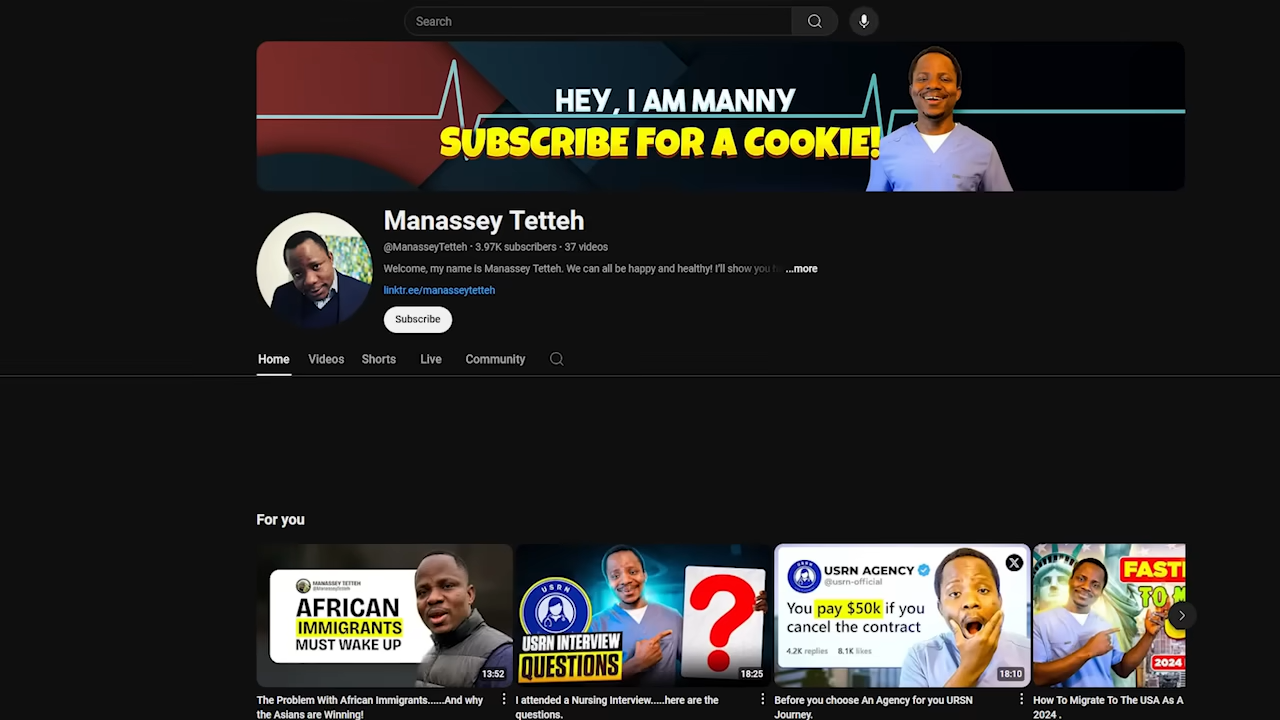 Search
HEY, I AM MANNY
SUBSCRIBE FOR A COOKIE!
Manassey Tetteh
@ManasseyTetteh · 3.97K subscribers · 37 videos
Welcome, my name is Manassey Tetteh. We can all be happy and healthy! I'll show you ...more
linktr.ee/manasseytetteh
Subscribe
Home Videos Shorts Live Community
For you
MANASSEY TETTEH
AFRICAN
IMMIGRANTS
MUST WAKE UP
13:52
USRN
USRN INTERVIEW
QUESTIONS
?
18:25
USRN AGENCY
@usrn-official
You pay $50k if you
cancel the contract
4.2K replies 8.1K likes
X
18:10
FAST
TO M
2024
The Problem With African Immigrants......And why
the Asians are Winning!
I attended a Nursing Interview.....here are the
questions.
Before you choose An Agency for you URSN
Journey.
How To Migrate To The USA As A
2024 .